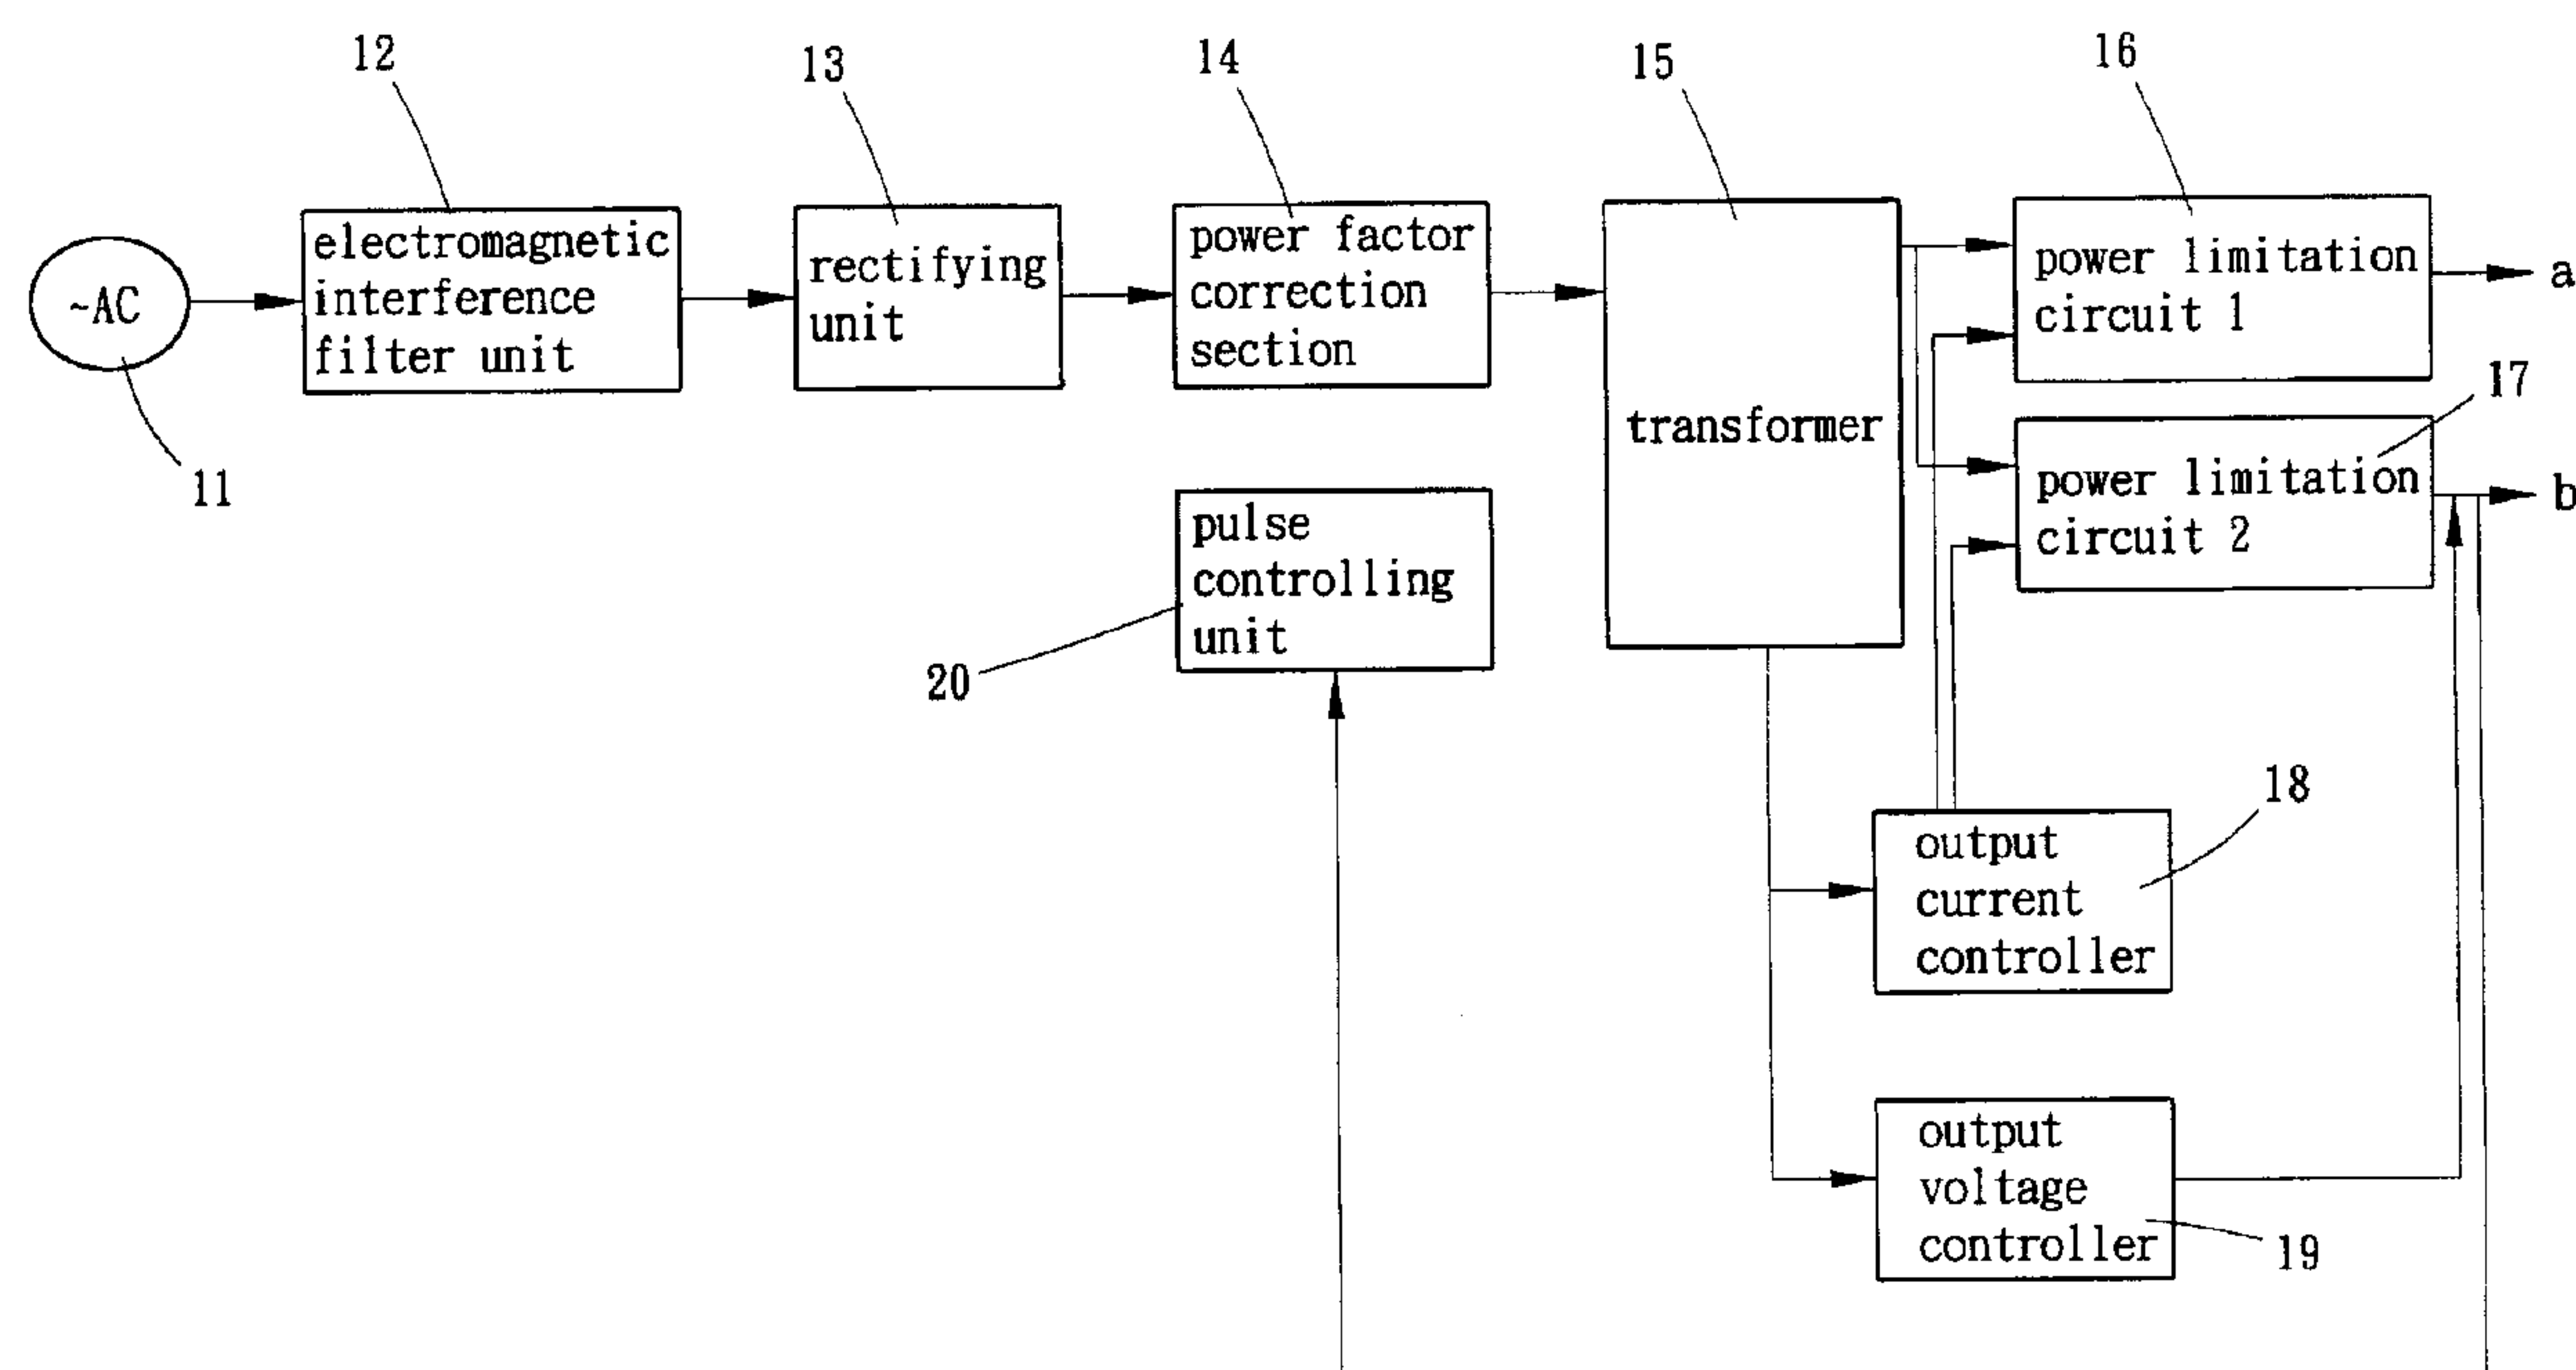 12
13
14
15
16
~AC
electromagnetic
interference
filter unit
rectifying
unit
power factor
correction
section
transformer
power limitation
circuit 1
a
17
power limitation
circuit 2
b
11
pulse
controlling
unit
20
18
output
current
controller
output
voltage
controller
19